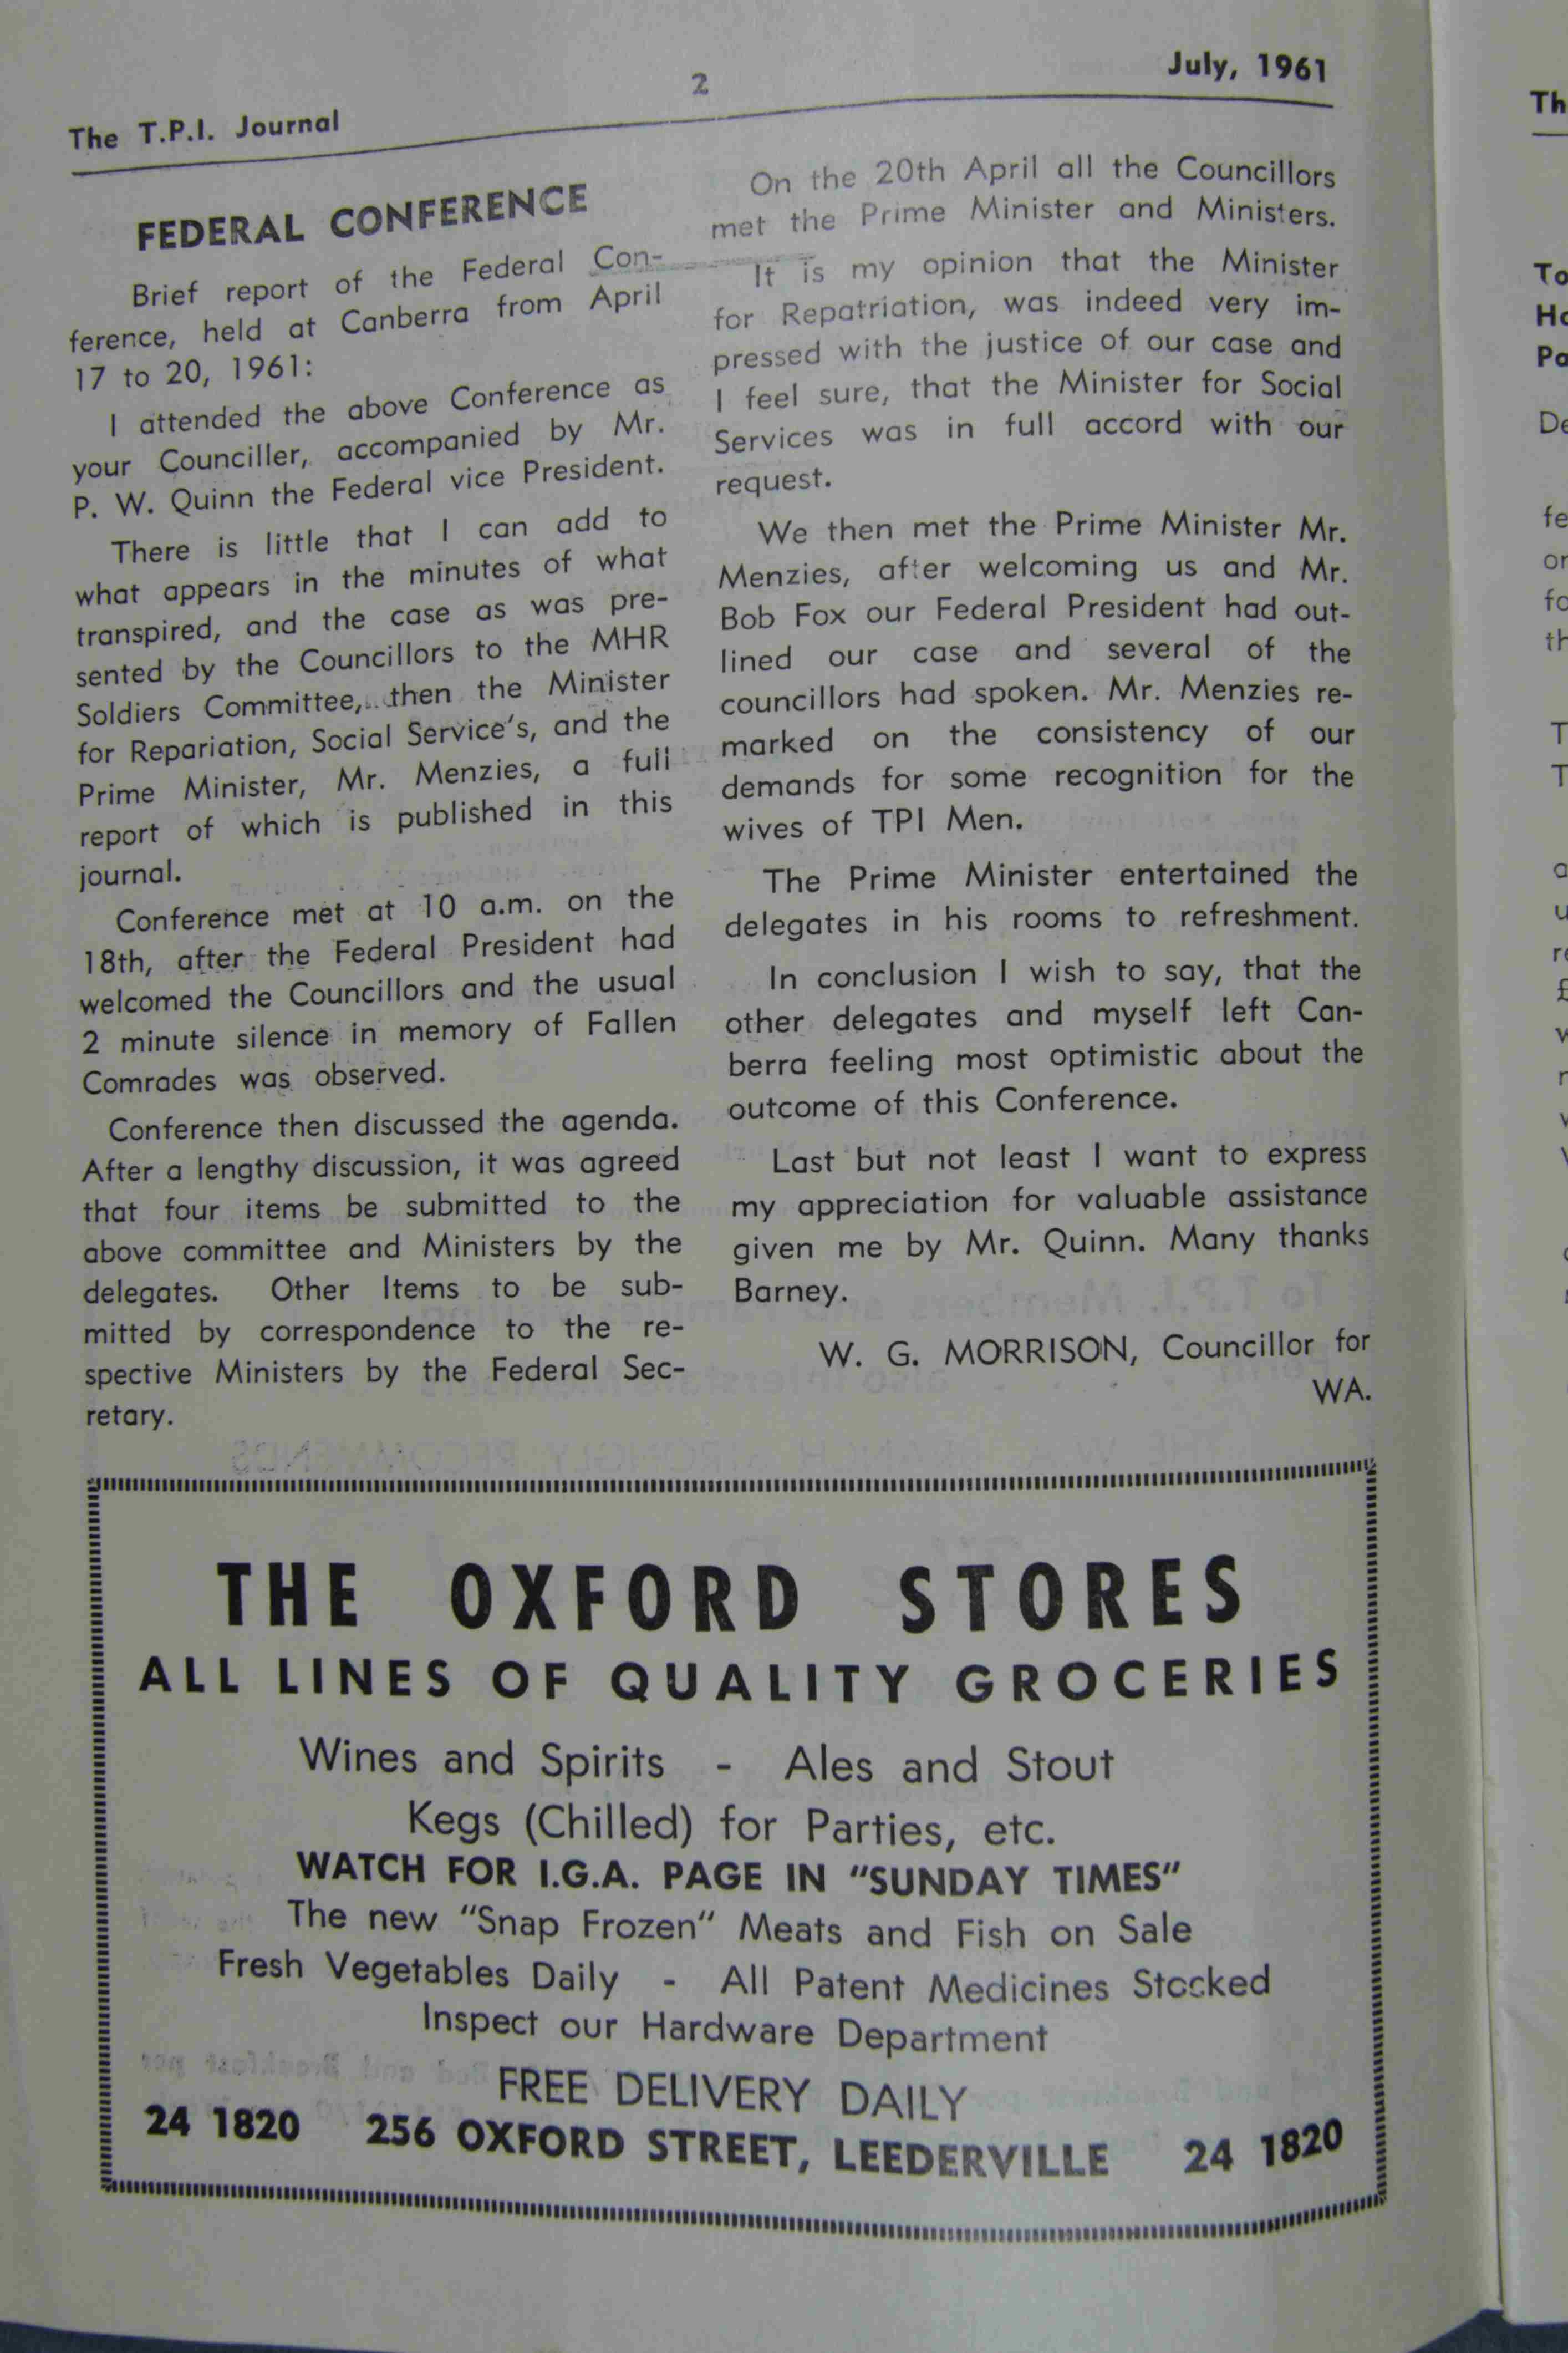 The T.P.I. Journal
2
July, 1961
FEDERAL CONFERENCE
Brief report of the Federal Con-
ference, held at Canberra from April
17 to 20, 1961:
I attended the above Conference as
your Counciller, accompanied by Mr.
P. W. Quinn the Federal vice President.
There is little that I can add to
what appears in the minutes of what
transpired, and the case as was pre-
sented by the Councillors to the MHR
Soldiers Committee, then the Minister
for Repariation, Social Service's, and the
Prime Minister, Mr. Menzies, a full
report of which is published in this
journal.
Conference met at 10 a.m. on the
18th, after the Federal President had
welcomed the Councillors and the usual
2 minute silence in memory of Fallen
Comrades was observed.
Conference then discussed the agenda.
After a lengthy discussion, it was agreed
that four items be submitted to the
above committee and Ministers by the
delegates. Other Items to be sub-
mitted by correspondence to the re-
spective Ministers by the Federal Sec-
retary.
On the 20th April all the Councillors
met the Prime Minister and Ministers.
It is my opinion that the Minister
for Repatriation, was indeed very im-
pressed with the justice of our case and
I feel sure, that the Minister for Social
Services was in full accord with our
request.
We then met the Prime Minister Mr.
Menzies, after welcoming us and Mr.
Bob Fox our Federal President had out-
lined our case and several of the
councillors had spoken. Mr. Menzies re-
marked on the consistency of our
demands for some recognition for the
wives of TPI Men.
The Prime Minister entertained the
delegates in his rooms to refreshment.
In conclusion I wish to say, that the
other delegates and myself left Can-
berra feeling most optimistic about the
outcome of this Conference.
Last but not least I want to express
my appreciation for valuable assistance
given me by Mr. Quinn. Many thanks
Barney.
W. G. MORRISON, Councillor for
WA.
THE OXFORD STORES
ALL LINES OF QUALITY GROCERIES
Wines and Spirits - Ales and Stout
Kegs (Chilled) for Parties, etc.
WATCH FOR I.G.A. PAGE IN "SUNDAY TIMES"
The new "Snap Frozen" Meats and Fish on Sale
Fresh Vegetables Daily - All Patent Medicines Stocked
Inspect our Hardware Department
FREE DELIVERY DAILY
24 1820 256 OXFORD STREET, LEEDERVILLE 24 1820